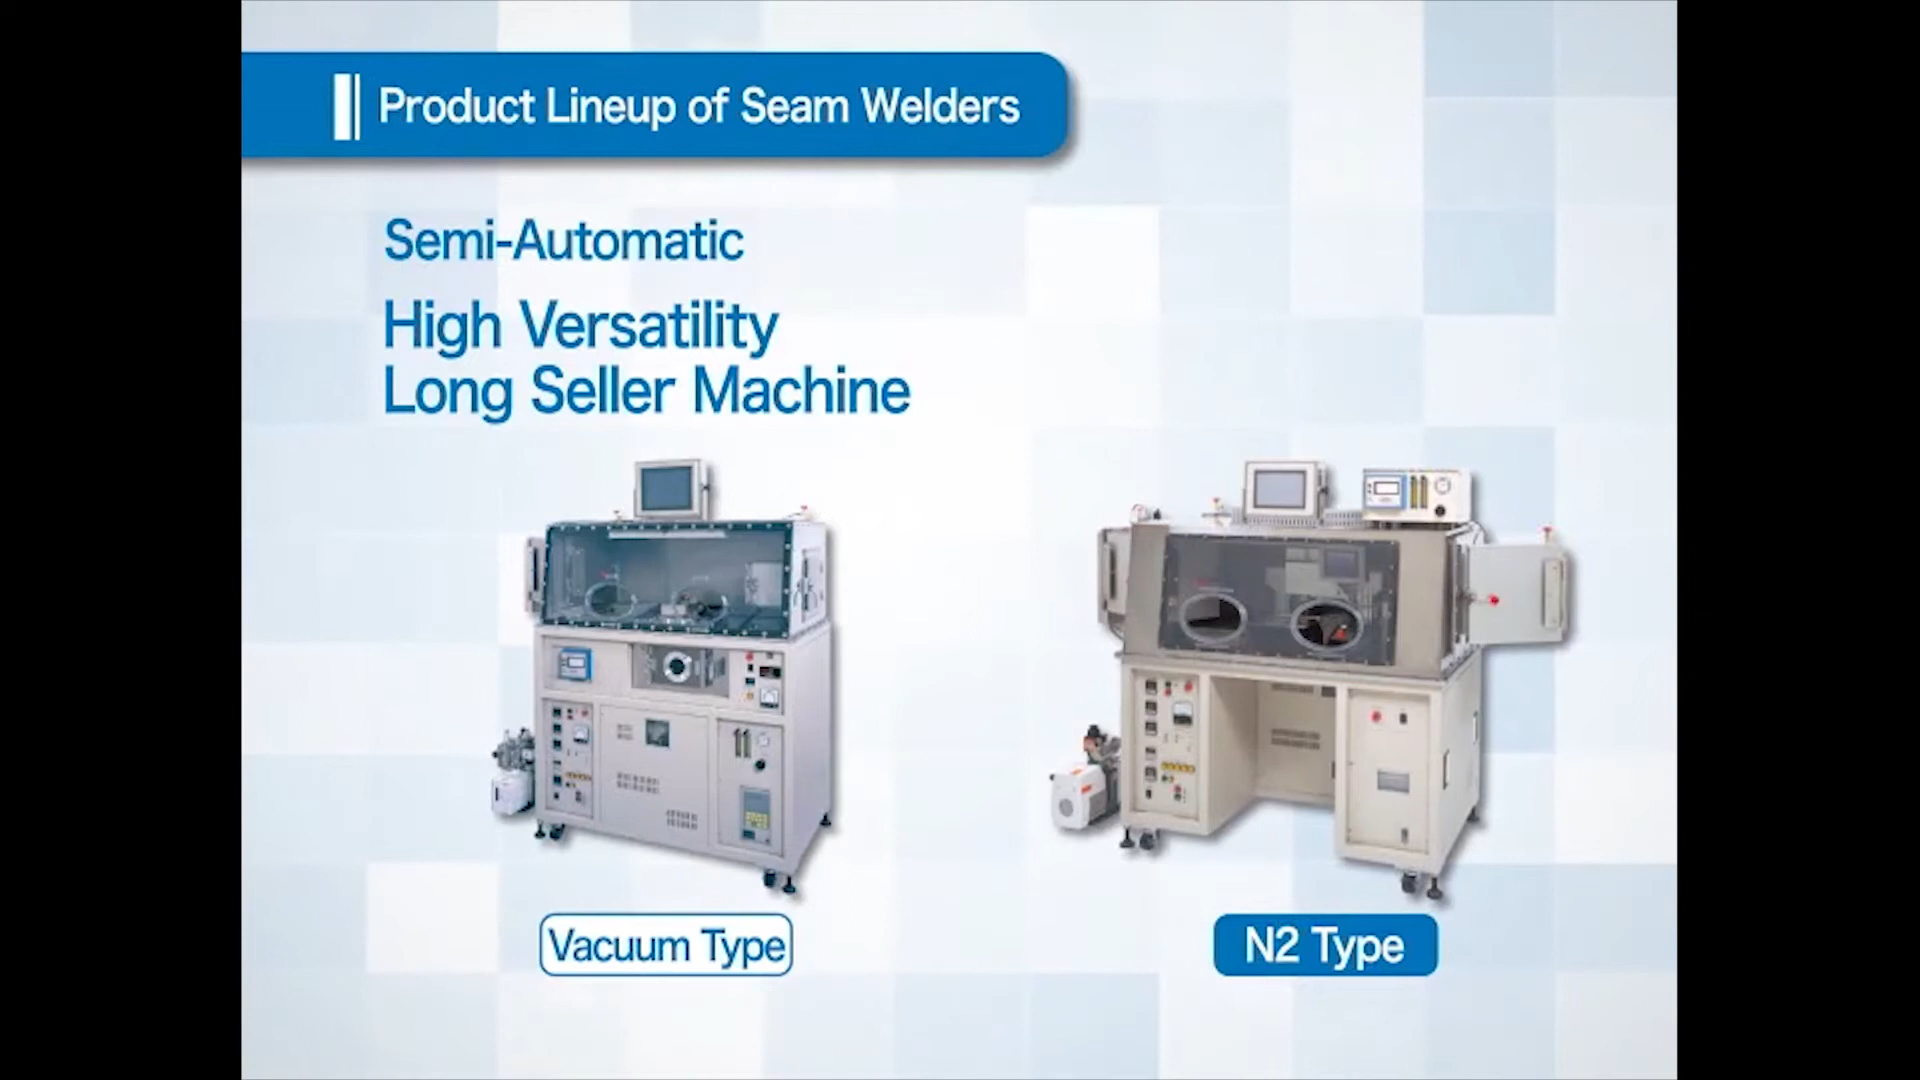 Product Lineup of Seam Welders
Semi-Automatic
High Versatility
Long Seller Machine
Vacuum Type
N2 Type